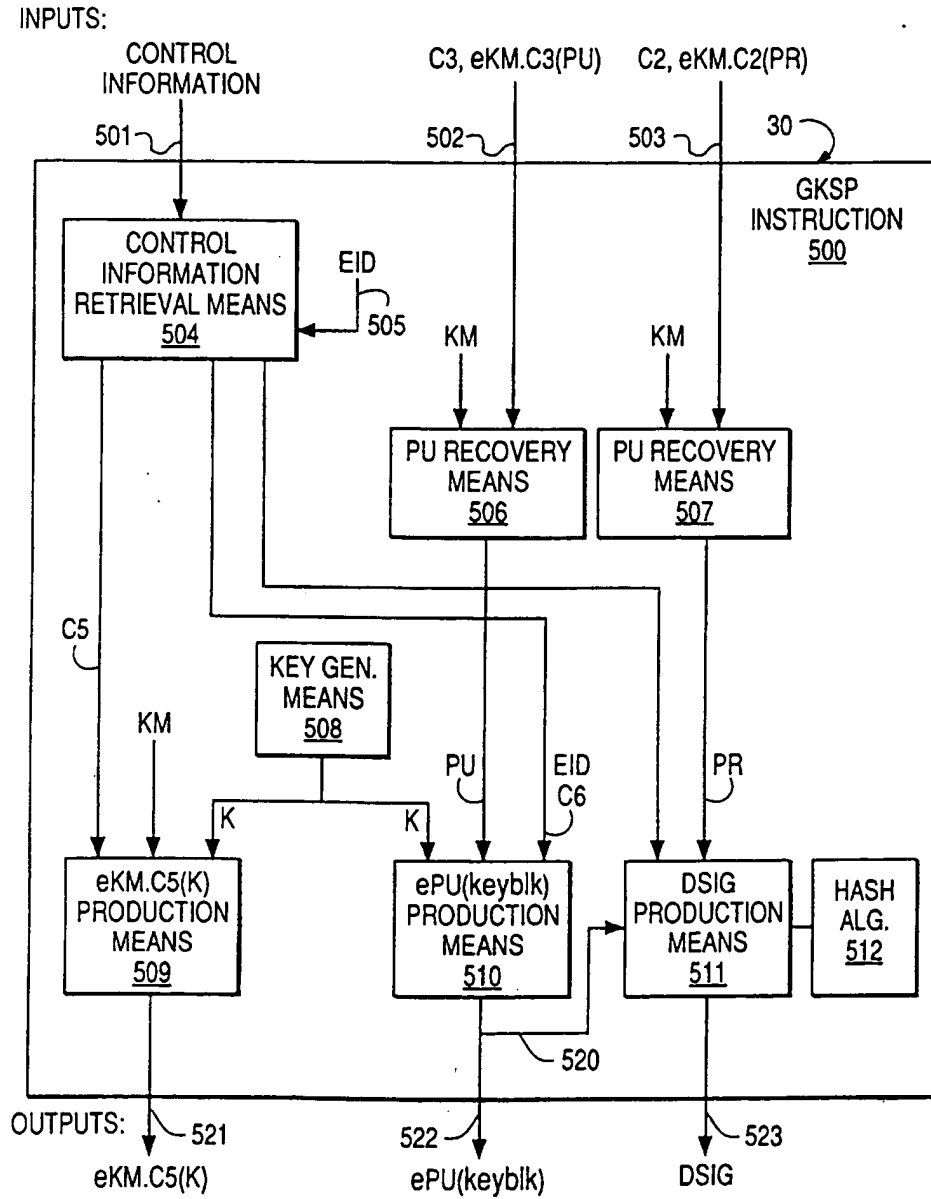 INPUTS:
CONTROL
INFORMATION
C3, eKM.C3(PU)
C2, eKM.C2(PR)
501
502
503
30
GKSP
INSTRUCTION
500
CONTROL
INFORMATION
RETRIEVAL MEANS
504
EID
505
KM
KM
PU RECOVERY
MEANS
506
PU RECOVERY
MEANS
507
C5
KEY GEN.
MEANS
508
KM
PU
EID
C6
PR
K
K
eKM.C5(K)
PRODUCTION
MEANS
509
ePU(keyblk)
PRODUCTION
MEANS
510
DSIG
PRODUCTION
MEANS
511
HASH
ALG.
512
520
OUTPUTS:
521
522
523
eKM.C5(K)
ePU(keyblk)
DSIG